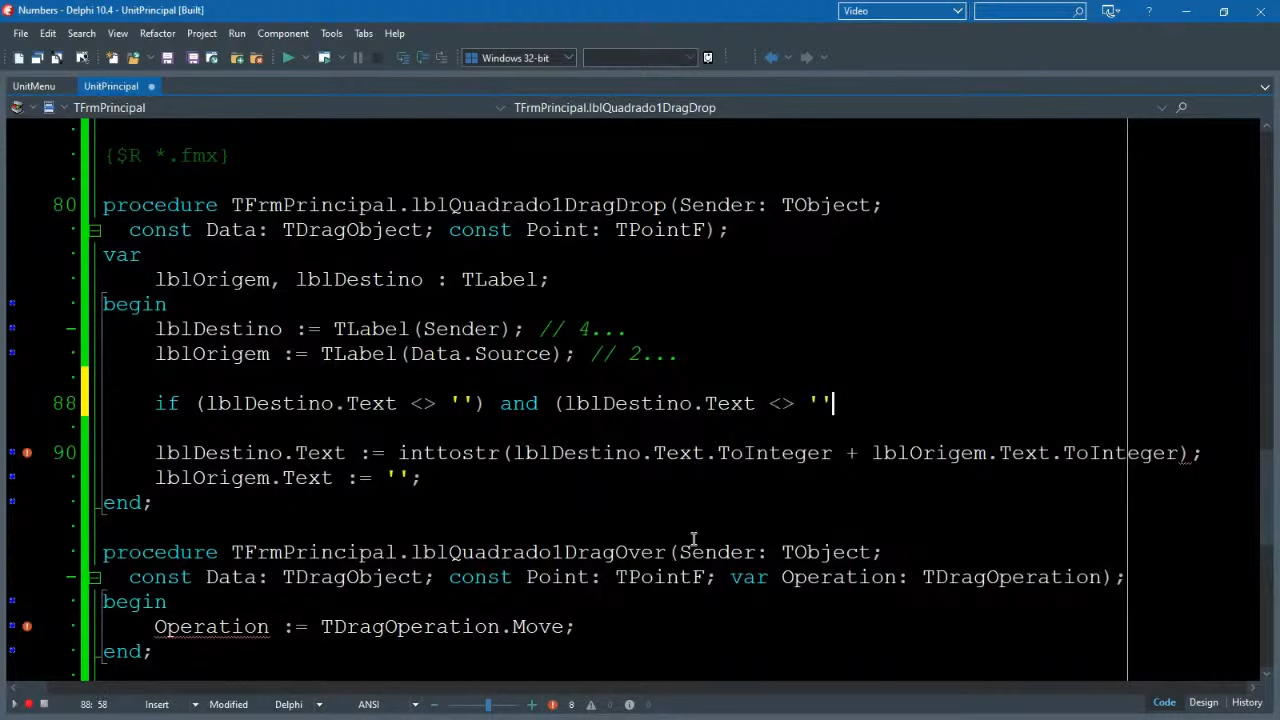 Numbers - Delphi 10.4 - UnitPrincipal [Built]
Video
File Edit Search View Refactor Project Run Component Tools Tabs Help
Windows 32-bit
UnitMenu UnitPrincipal
TFrmPrincipal TFrmPrincipal.lblQuadrado1DragDrop
{$R *.fmx}
80 procedure TFrmPrincipal.lblQuadrado1DragDrop(Sender: TObject;
const Data: TDragObject; const Point: TPointF);
var
lblOrigem, lblDestino : TLabel;
begin
lblDestino := TLabel(Sender); // 4...
lblOrigem := TLabel(Data.Source); // 2...
88 if (lblDestino.Text <> '') and (lblDestino.Text <> ''
90 lblDestino.Text := inttostr(lblDestino.Text.ToInteger + lblOrigem.Text.ToInteger);
lblOrigem.Text := '';
end;
procedure TFrmPrincipal.lblQuadrado1DragOver(Sender: TObject;
const Data: TDragObject; const Point: TPointF; var Operation: TDragOperation);
begin
Operation := TDragOperation.Move;
end;
88: 58 Insert Modified Delphi ANSI 8 0 0 Code Design History